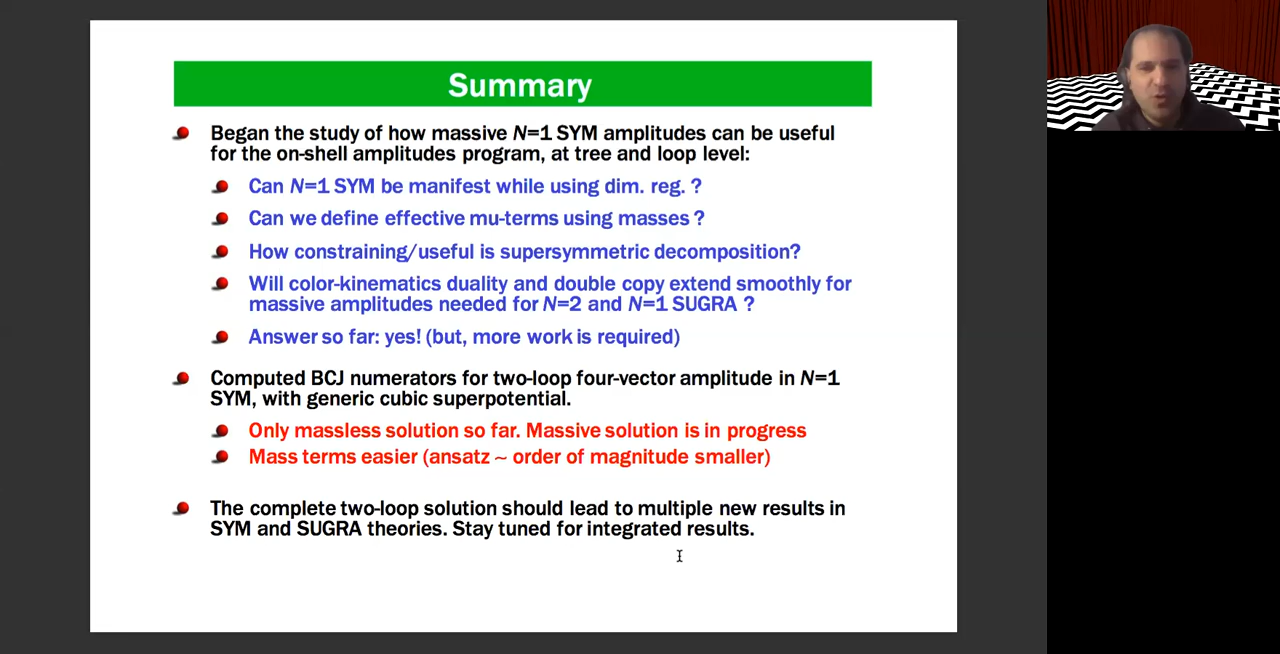 Summary
Began the study of how massive N=1 SYM amplitudes can be useful
for the on-shell amplitudes program, at tree and loop level:
Can N=1 SYM be manifest while using dim. reg. ?
Can we define effective mu-terms using masses ?
How constraining/useful is supersymmetric decomposition?
Will color-kinematics duality and double copy extend smoothly for
massive amplitudes needed for N=2 and N=1 SUGRA ?
Answer so far: yes! (but, more work is required)
Computed BCJ numerators for two-loop four-vector amplitude in N=1
SYM, with generic cubic superpotential.
Only massless solution so far. Massive solution is in progress
Mass terms easier (ansatz ~ order of magnitude smaller)
The complete two-loop solution should lead to multiple new results in
SYM and SUGRA theories. Stay tuned for integrated results.